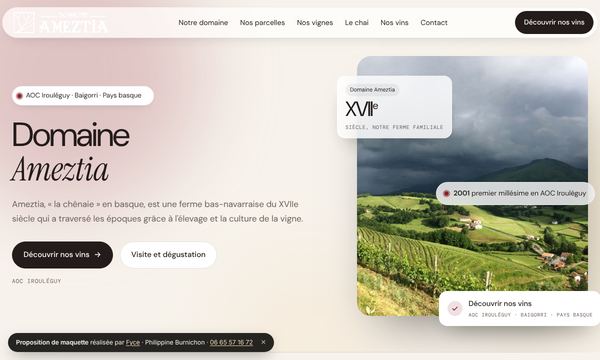 DOMAINE
AMEZTIA
Notre domaine
Nos parcelles
Nos vignes
Le chai
Nos vins
Contact
Découvrir nos vins
AOC Irouléguy · Baigorri · Pays basque
Domaine
Ameztia
Ameztia, « la chênaie » en basque, est une ferme bas-navarraise du XVIIe
siècle qui a traversé les époques grâce à l'élevage et la culture de la vigne.
Découvrir nos vins →
Visite et dégustation
AOC IROULÉGUY
Domaine Ameztia
XVIIe
SIÈCLE, NOTRE FERME FAMILIALE
2001 premier millésime en AOC Irouléguy
Découvrir nos vins
AOC IROULÉGUY · BAIGORRI · PAYS BASQUE
Proposition de maquette réalisée par Fyce · Philippine Burnichon · 06 65 57 16 72 ×